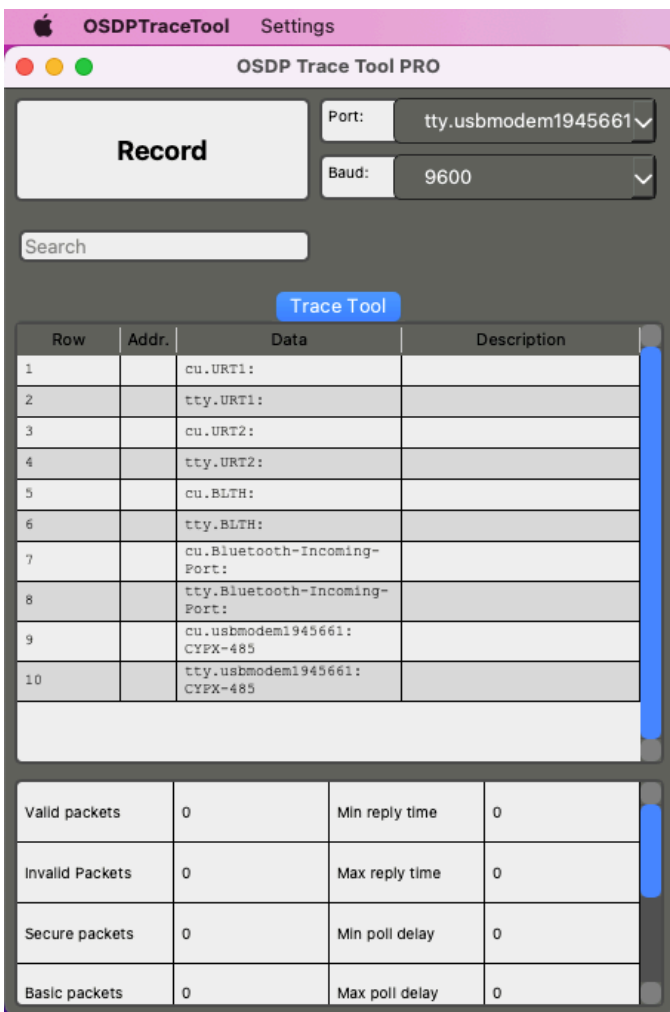 OSDPTraceTool Settings
OSDP Trace Tool PRO
Record
Port: tty.usbmodem1945661
Baud: 9600
Search
Trace Tool
Row Addr. Data Description
1 cu.URT1:
2 tty.URT1:
3 cu.URT2:
4 tty.URT2:
5 cu.BLTH:
6 tty.BLTH:
7 cu.Bluetooth-Incoming-
Port:
8 tty.Bluetooth-Incoming-
Port:
9 cu.usbmodem1945661:
CYPX-485
10 tty.usbmodem1945661:
CYPX-485
Valid packets 0 Min reply time 0
Invalid Packets 0 Max reply time 0
Secure packets 0 Min poll delay 0
Basic packets 0 Max poll delay 0